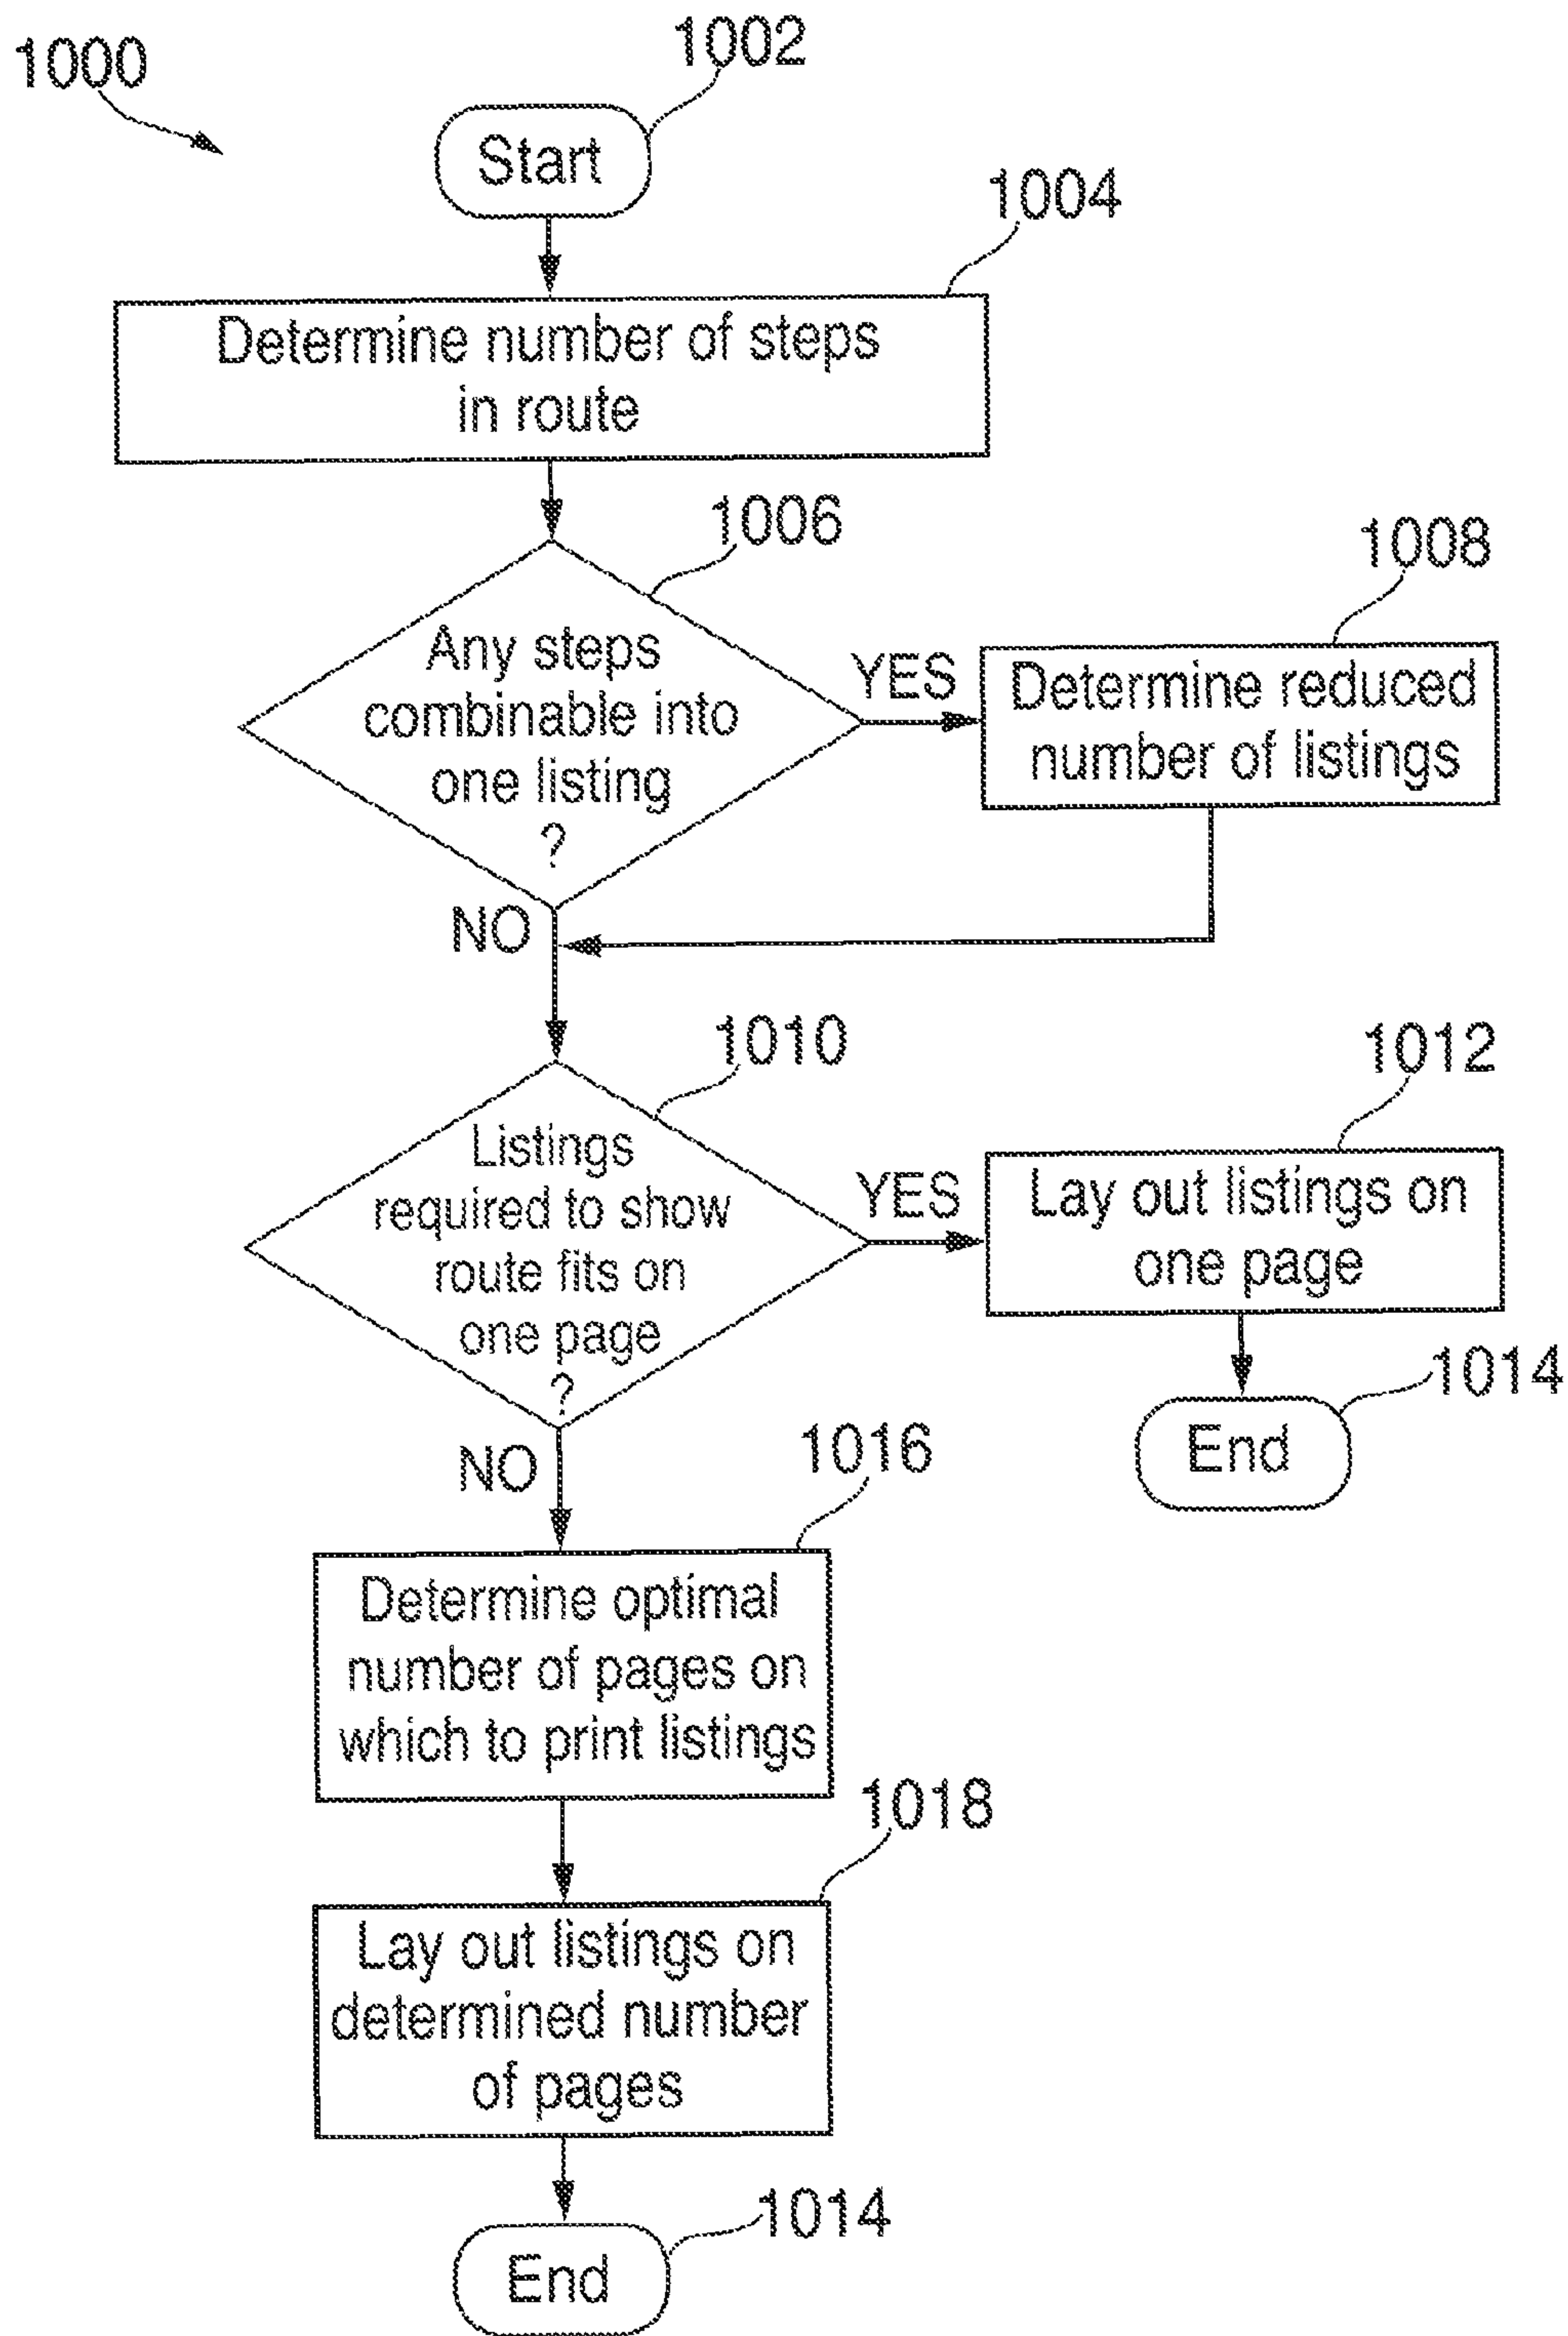 1000
1002
Start
1004
Determine number of steps
in route
1006
Any steps
combinable into
one listing
?
YES
1008
Determine reduced
number of listings
NO
1010
Listings
required to show
route fits on
one page
?
YES
1012
Lay out listings on
one page
1014
End
NO
1016
Determine optimal
number of pages on
which to print listings
1018
Lay out listings on
determined number
of pages
1014
End